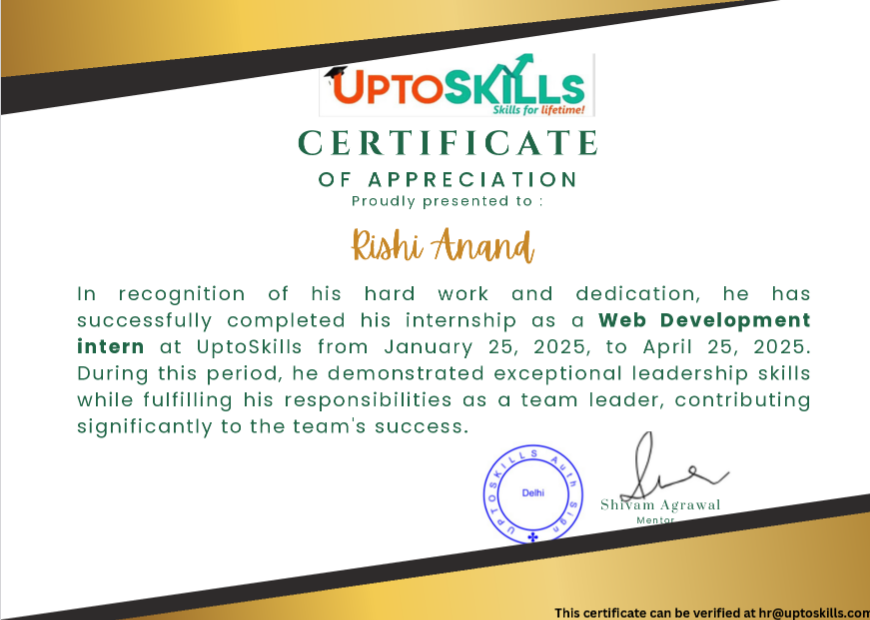 UPTOSKILLS
Skills for lifetime!
CERTIFICATE
OF APPRECIATION
Proudly presented to :
Rishi Anand
In recognition of his hard work and dedication, he has
successfully completed his internship as a Web Development
intern at UptoSkills from January 25, 2025, to April 25, 2025.
During this period, he demonstrated exceptional leadership skills
while fulfilling his responsibilities as a team leader, contributing
significantly to the team's success.
UPTOSKILLS Auth Sign
Delhi
Shivam Agrawal
Mentor
This certificate can be verified at hr@uptoskills.com